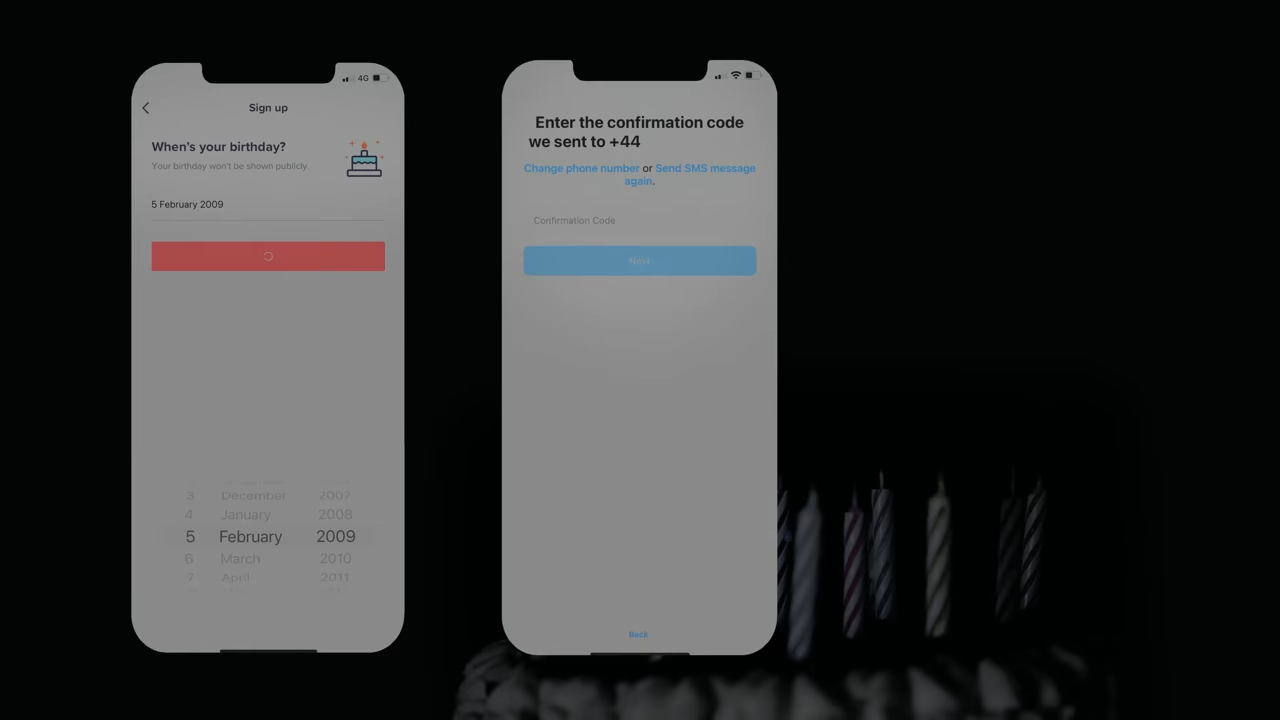 4G
Sign up
When's your birthday?
Your birthday won't be shown publicly.
5 February 2009
3 December 2007
4 January 2008
5 February 2009
6 March 2010
7 April 2011
Enter the confirmation code
we sent to +44
Change phone number or Send SMS message
again.
Confirmation Code
Next
Back